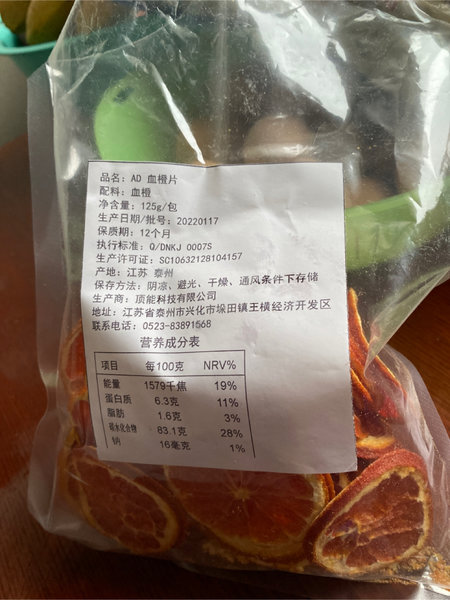 品名：AD 血橙片
配料：血橙
净含量：125g/包
生产日期/批号：20220117
保质期：12个月
执行标准：Q/DNKJ 0007S
生产许可证：SC10632128104157
产地：江苏 泰州
保存方法：阴凉、避光、干燥、通风条件下存储
生产商：顶能科技有限公司
地址：江苏省泰州市兴化市垛田镇王横经济开发区
联系电话：0523-83891568
营养成分表
项目 每100克 NRV%
能量 1579千焦 19%
蛋白质 6.3克 11%
脂肪 1.6克 3%
碳水化合物 83.1克 28%
钠 16毫克 1%